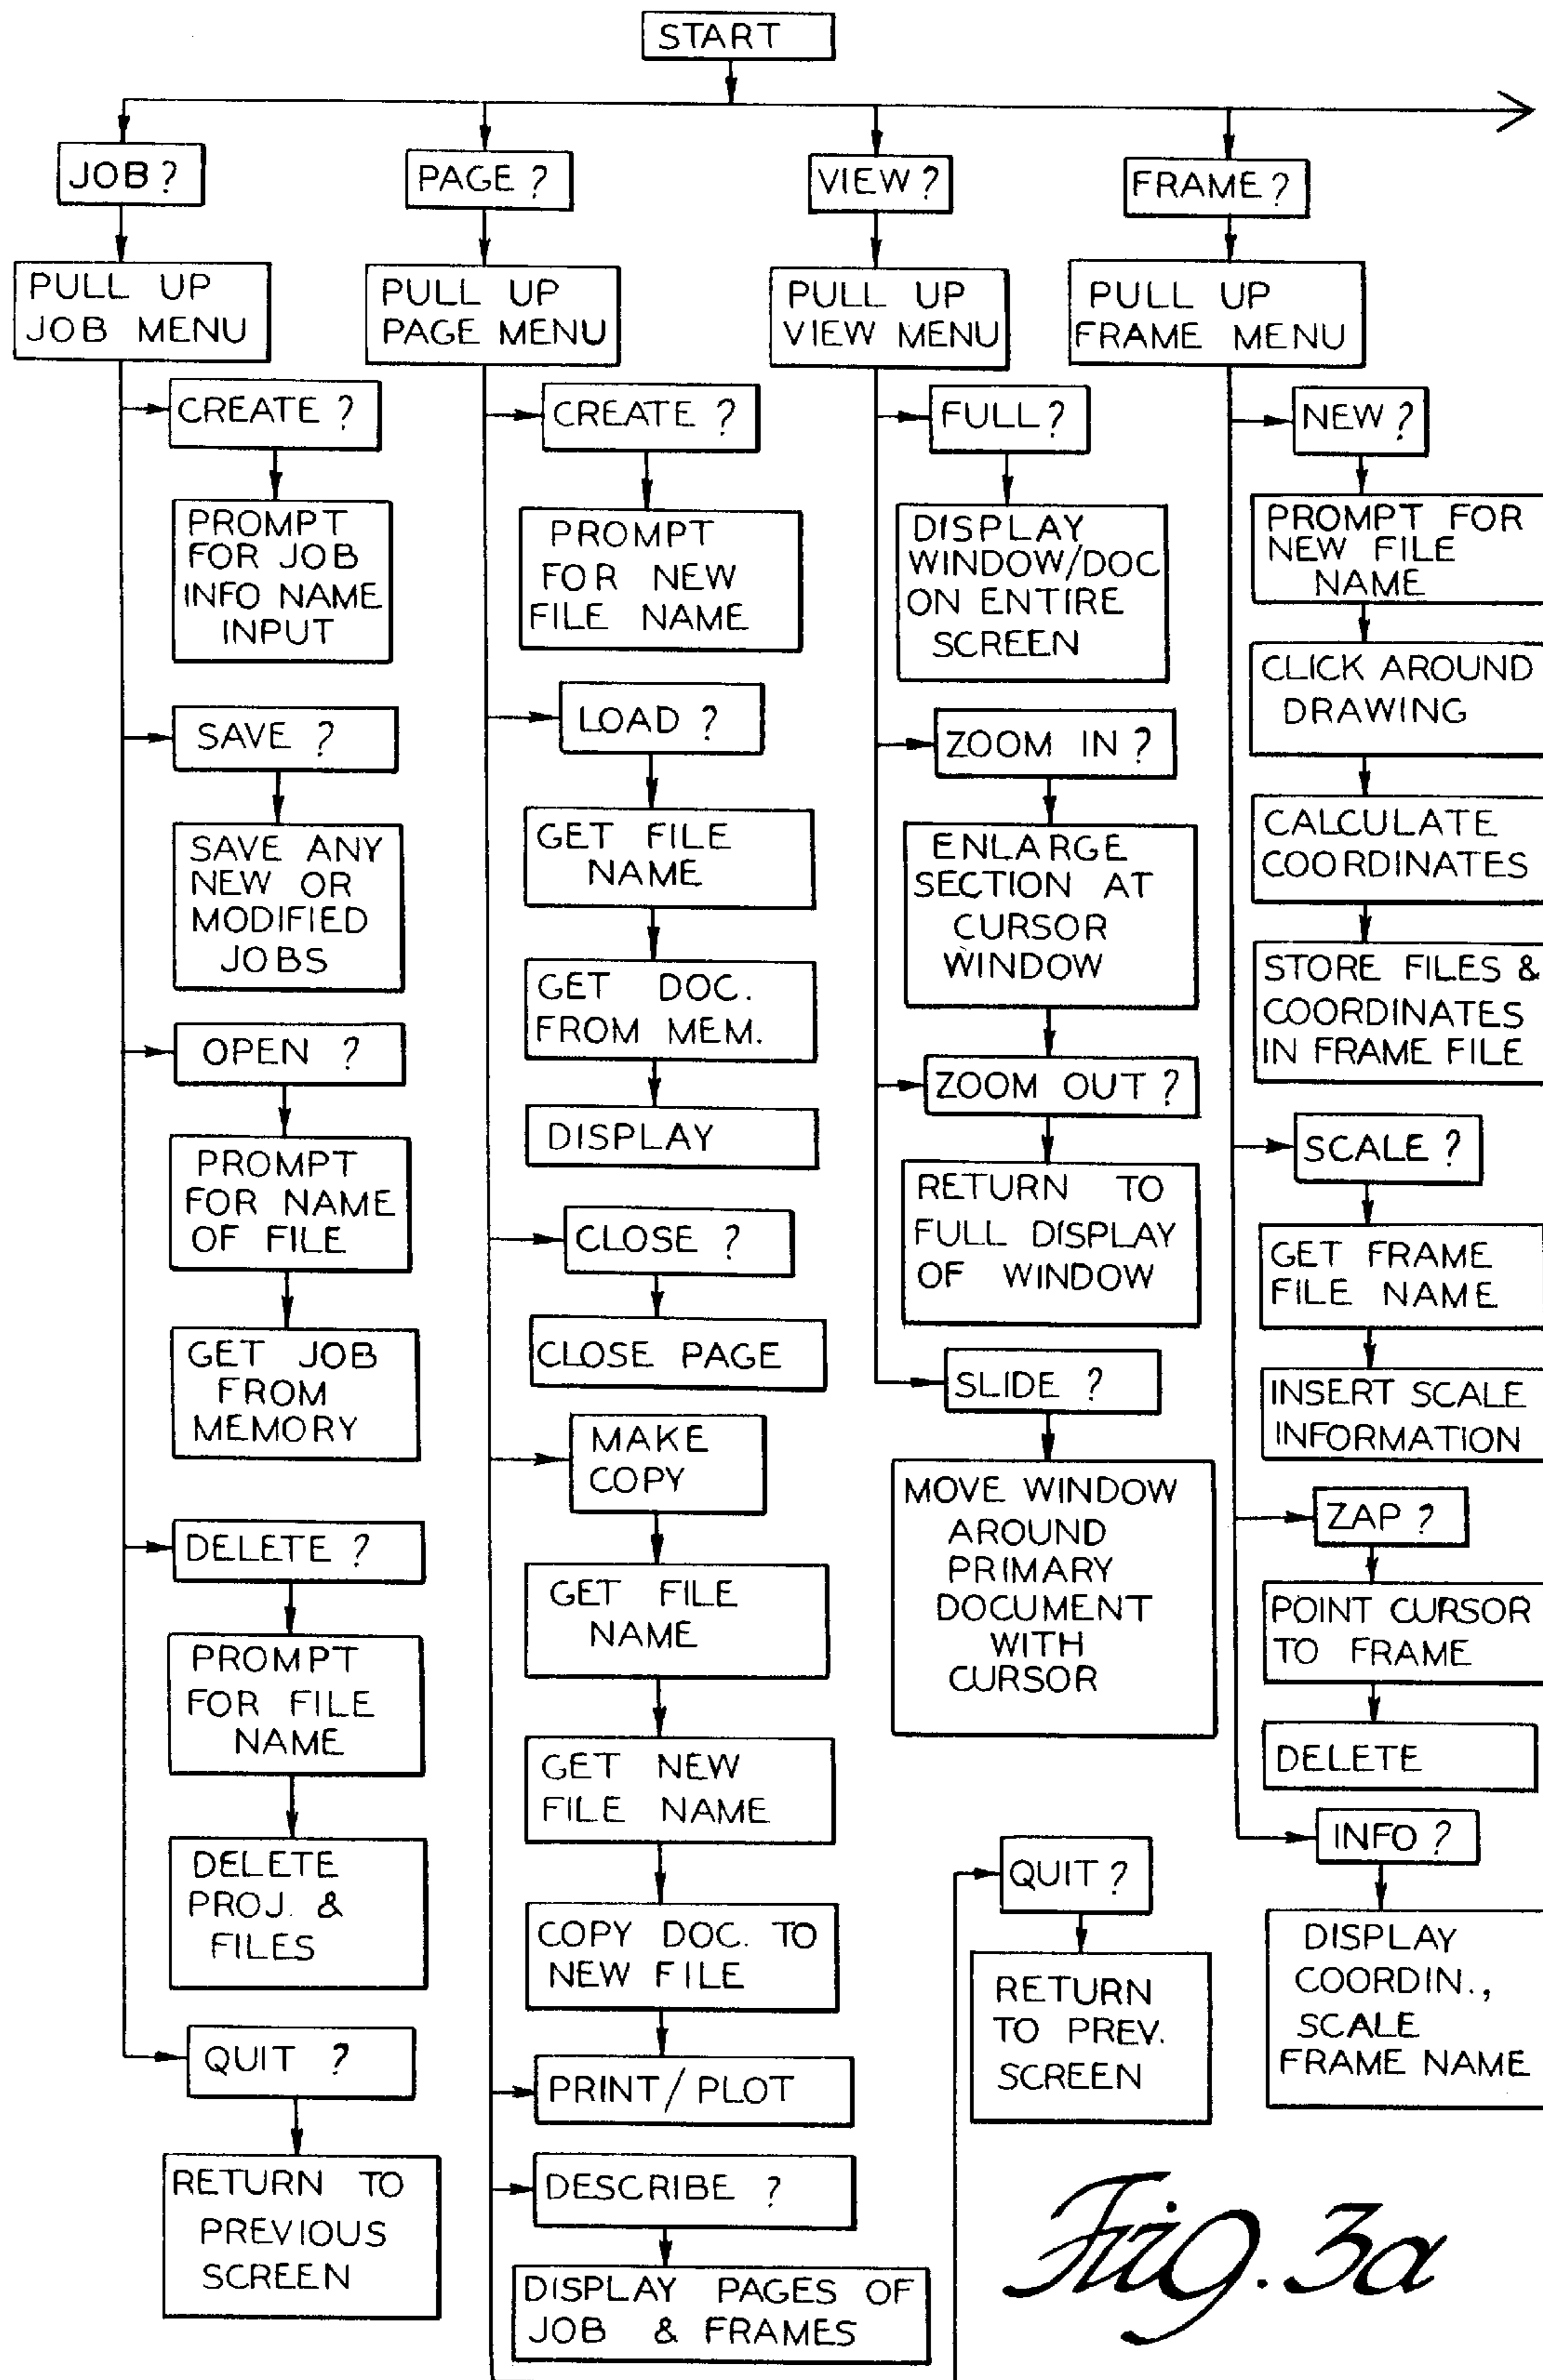 START
JOB ?
PAGE ?
VIEW ?
FRAME ?
PULL UP
JOB MENU
PULL UP
PAGE MENU
PULL UP
VIEW MENU
PULL UP
FRAME MENU
CREATE ?
PROMPT
FOR JOB
INFO NAME
INPUT
SAVE ?
SAVE ANY
NEW OR
MODIFIED
JOBS
OPEN ?
PROMPT
FOR NAME
OF FILE
GET JOB
FROM
MEMORY
DELETE ?
PROMPT
FOR FILE
NAME
DELETE
PROJ. &
FILES
QUIT ?
RETURN TO
PREVIOUS
SCREEN
CREATE ?
PROMPT
FOR NEW
FILE NAME
LOAD ?
GET FILE
NAME
GET DOC.
FROM MEM.
DISPLAY
CLOSE ?
CLOSE PAGE
MAKE
COPY
GET FILE
NAME
GET NEW
FILE NAME
COPY DOC. TO
NEW FILE
PRINT / PLOT
DESCRIBE ?
DISPLAY PAGES OF
JOB & FRAMES
QUIT ?
RETURN
TO PREV.
SCREEN
FULL ?
DISPLAY
WINDOW/DOC
ON ENTIRE
SCREEN
ZOOM IN ?
ENLARGE
SECTION AT
CURSOR
WINDOW
ZOOM OUT ?
RETURN TO
FULL DISPLAY
OF WINDOW
SLIDE ?
MOVE WINDOW
AROUND
PRIMARY
DOCUMENT
WITH
CURSOR
NEW ?
PROMPT FOR
NEW FILE
NAME
CLICK AROUND
DRAWING
CALCULATE
COORDINATES
STORE FILES &
COORDINATES
IN FRAME FILE
SCALE ?
GET FRAME
FILE NAME
INSERT SCALE
INFORMATION
ZAP ?
POINT CURSOR
TO FRAME
DELETE
INFO ?
DISPLAY
COORDIN.,
SCALE
FRAME NAME
Fig. 3a